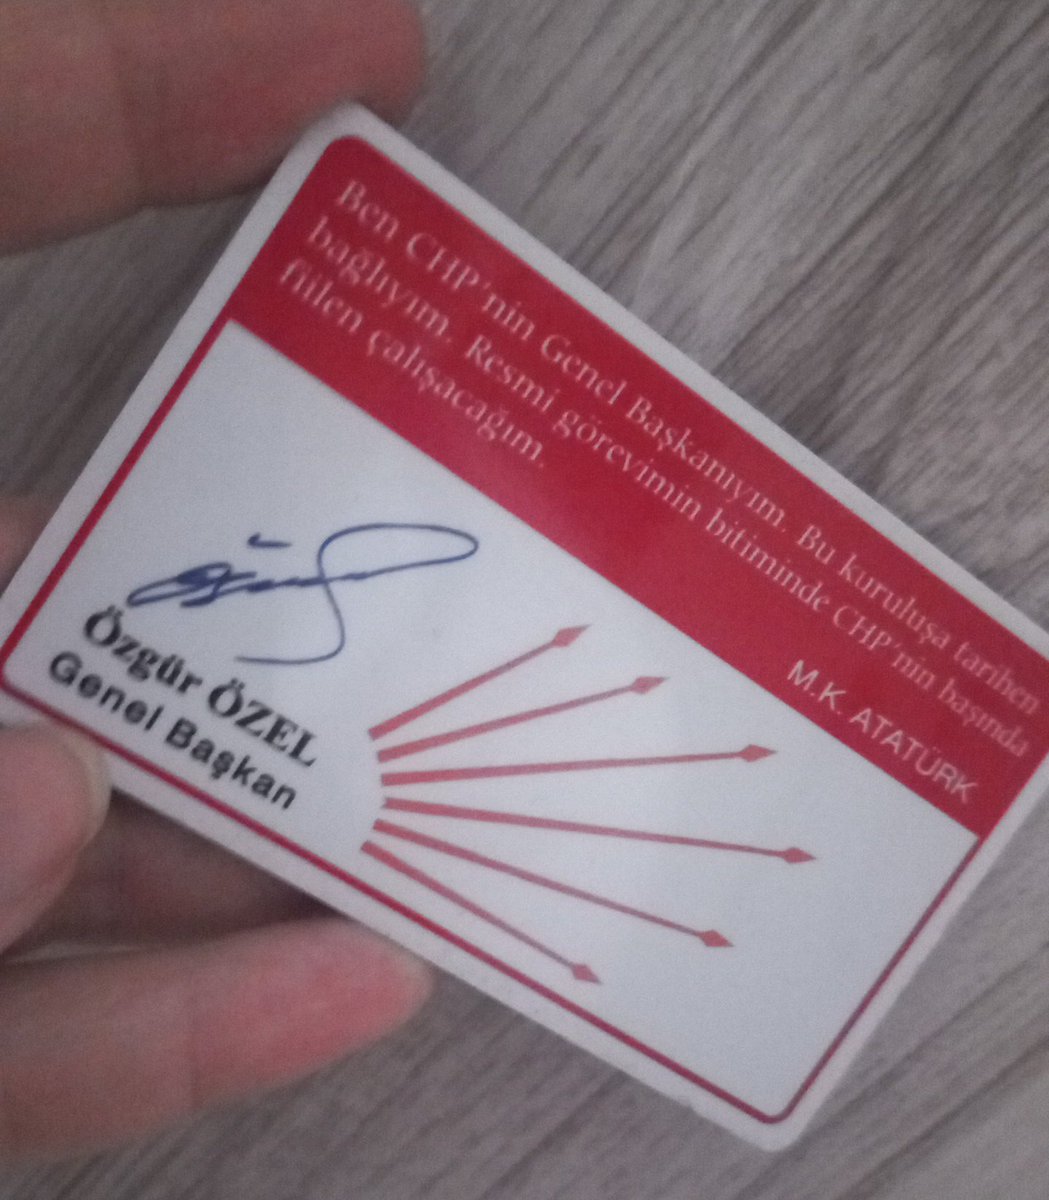 Ben CHP'nin Genel Başkanıyım. Bu kuruluşa tarihen
bağlıyım. Resmi görevimin bitiminde CHP'nin başında
fiilen çalışacağım.
M.K. ATATÜRK
Özgür ÖZEL
Genel Başkan